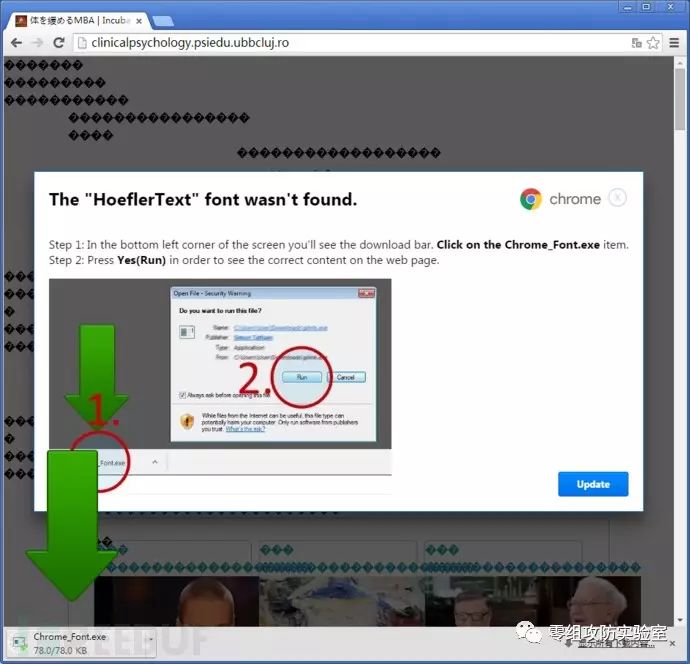 体を緩めるMBA | Incub
clinicalpsychology.psiedu.ubbcluj.ro
The "HoeflerText" font wasn't found.
chrome
X
Step 1: In the bottom left corner of the screen you'll see the download bar. Click on the Chrome_Font.exe item.
Step 2: Press Yes(Run) in order to see the correct content on the web page.
Open File - Security Warning
Do you want to run this file?
Name:
Publisher: Simon Tatham
Type: Application
From:
2.
Run
Cancel
Always ask before opening this file
While files from the Internet can be useful, this file type can
potentially harm your computer. Only run software from publishers
you trust. What's the risk?
1.
_Font.exe
Update
Chrome_Font.exe
78.0/78.0 KB
REEBUF
零组攻防实验室